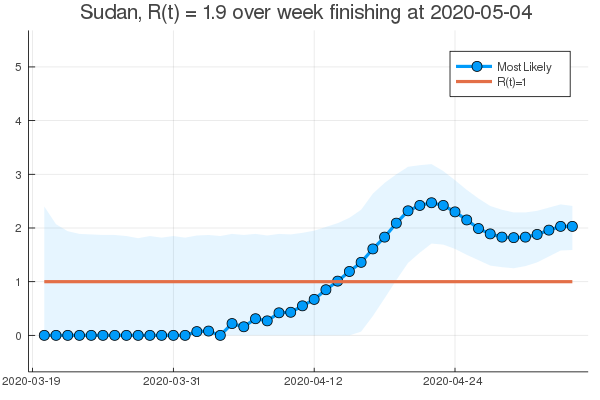 Sudan, R(t) = 1.9 over week finishing at 2020-05-04
Most Likely
R(t)=1
5
4
3
2
1
0
2020-03-19 2020-03-31 2020-04-12 2020-04-24